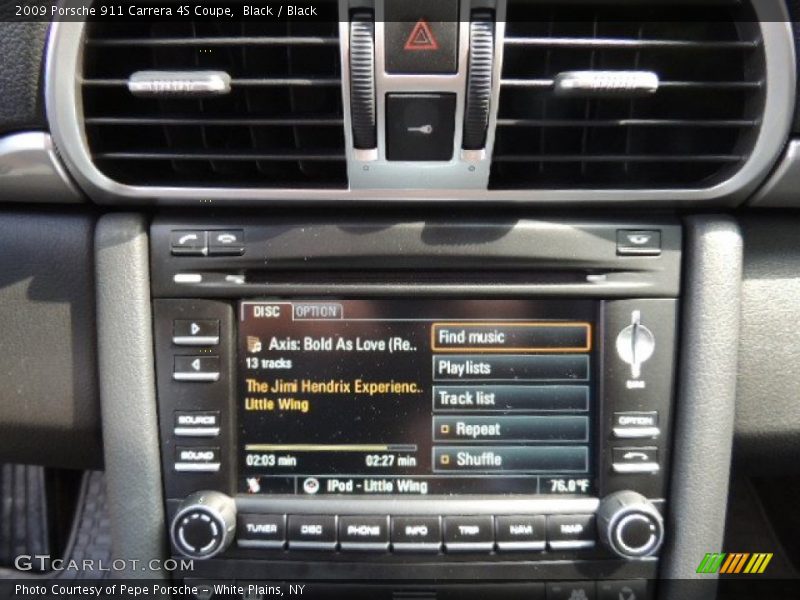 2009 Porsche 911 Carrera 4S Coupe, Black / Black
DISC OPTION
Axis: Bold As Love (Re..
13 tracks
The Jimi Hendrix Experienc..
Little Wing
02:03 min 02:27 min
Find music
Playlists
Track list
Repeat
Shuffle
iPod - Little Wing 76.0°F
SOURCE
SOUND
SIM
OPTION
TUNER DISC PHONE INFO TRIP NAVI MAP
GTCARLOT.COM
Photo Courtesy of Pepe Porsche – White Plains, NY